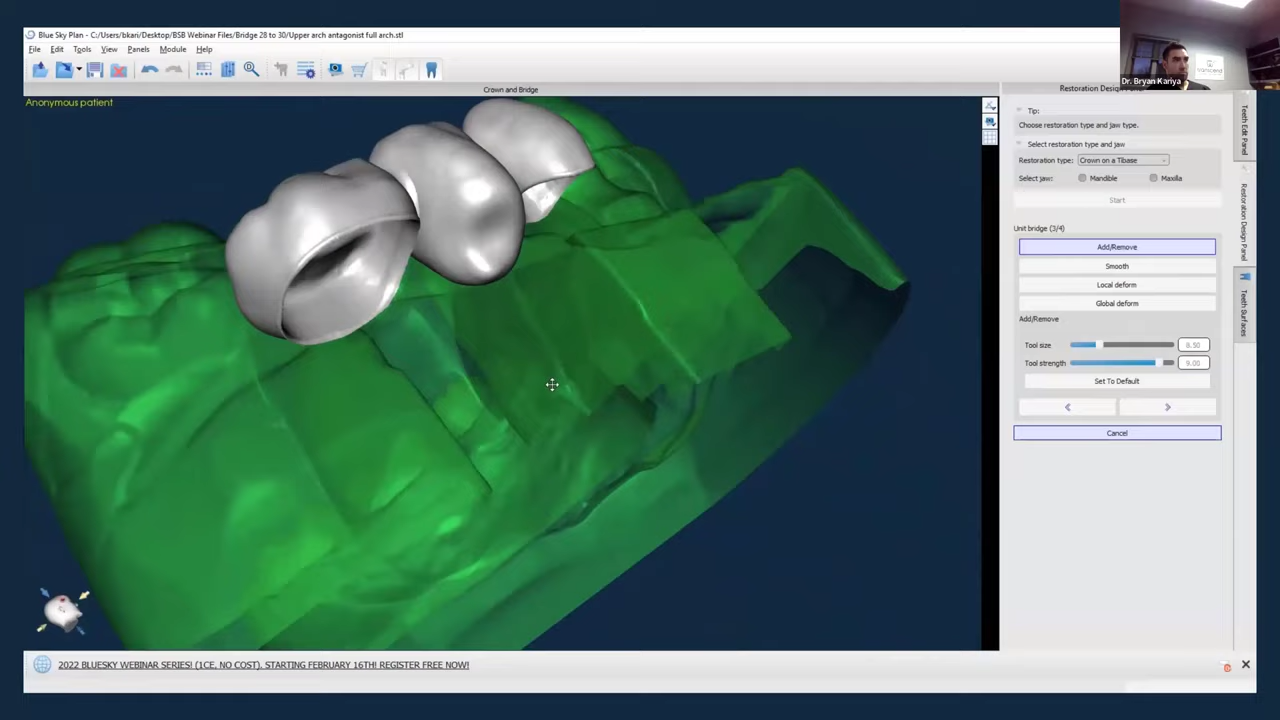 Blue Sky Plan - C:/Users/bkari/Desktop/BSB Webinar Files/Bridge 28 to 30/Upper arch antagonist full arch.stl
File Edit Tools View Panels Module Help
Dr. Bryan Kariya
Crown and Bridge
Restoration Design Pan
Anonymous patient
Tip:
Choose restoration type and jaw type.
Select restoration type and jaw
Restoration type: Crown on a Tibase
Select jaw: Mandible Maxilla
Start
Unit bridge (3/4)
Add/Remove
Smooth
Local deform
Global deform
Add/Remove
Tool size 8.50
Tool strength 9.00
Set To Default
< >
Cancel
Teeth Edit Panel
Restoration Design Panel
Teeth Surfaces
2022 BLUESKY WEBINAR SERIES! (1CE, NO COST), STARTING FEBRUARY 16TH! REGISTER FREE NOW!